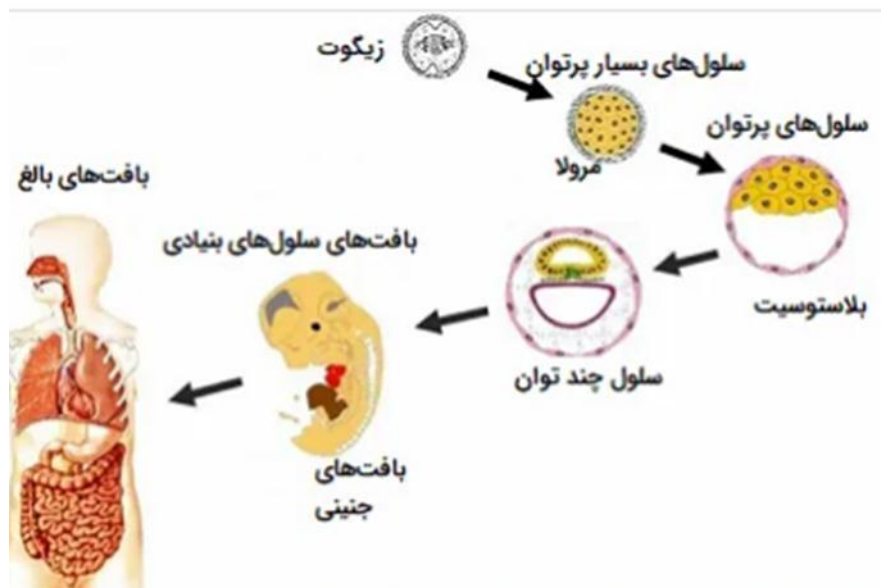 زیگوت
سلول‌های بسیار پرتوان
مرولا
سلول‌های پرتوان
بلاستوسیت
سلول چند توان
بافت‌های سلول‌های بنیادی
بافت‌های
جنینی
بافت‌های بالغ